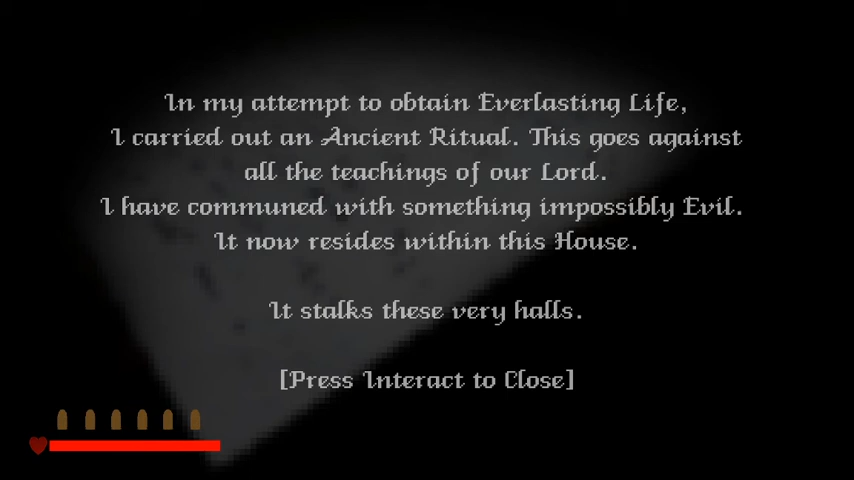 In my attempt to obtain Everlasting Life,
I carried out an Ancient Ritual. This goes against
all the teachings of our Lord.
I have communed with something impossibly Evil.
It now resides within this House.
It stalks these very halls.
[Press Interact to Close]